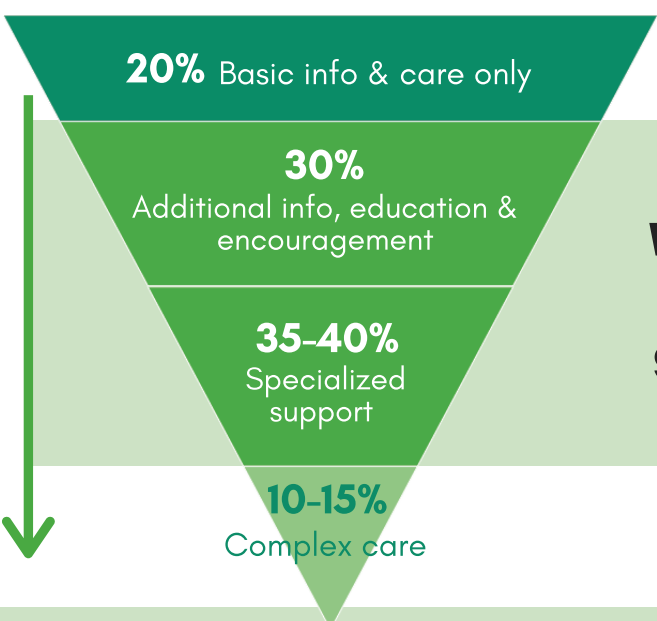 20% Basic info & care only
30%
Additional info, education &
encouragement
35–40%
Specialized
support
10–15%
Complex care